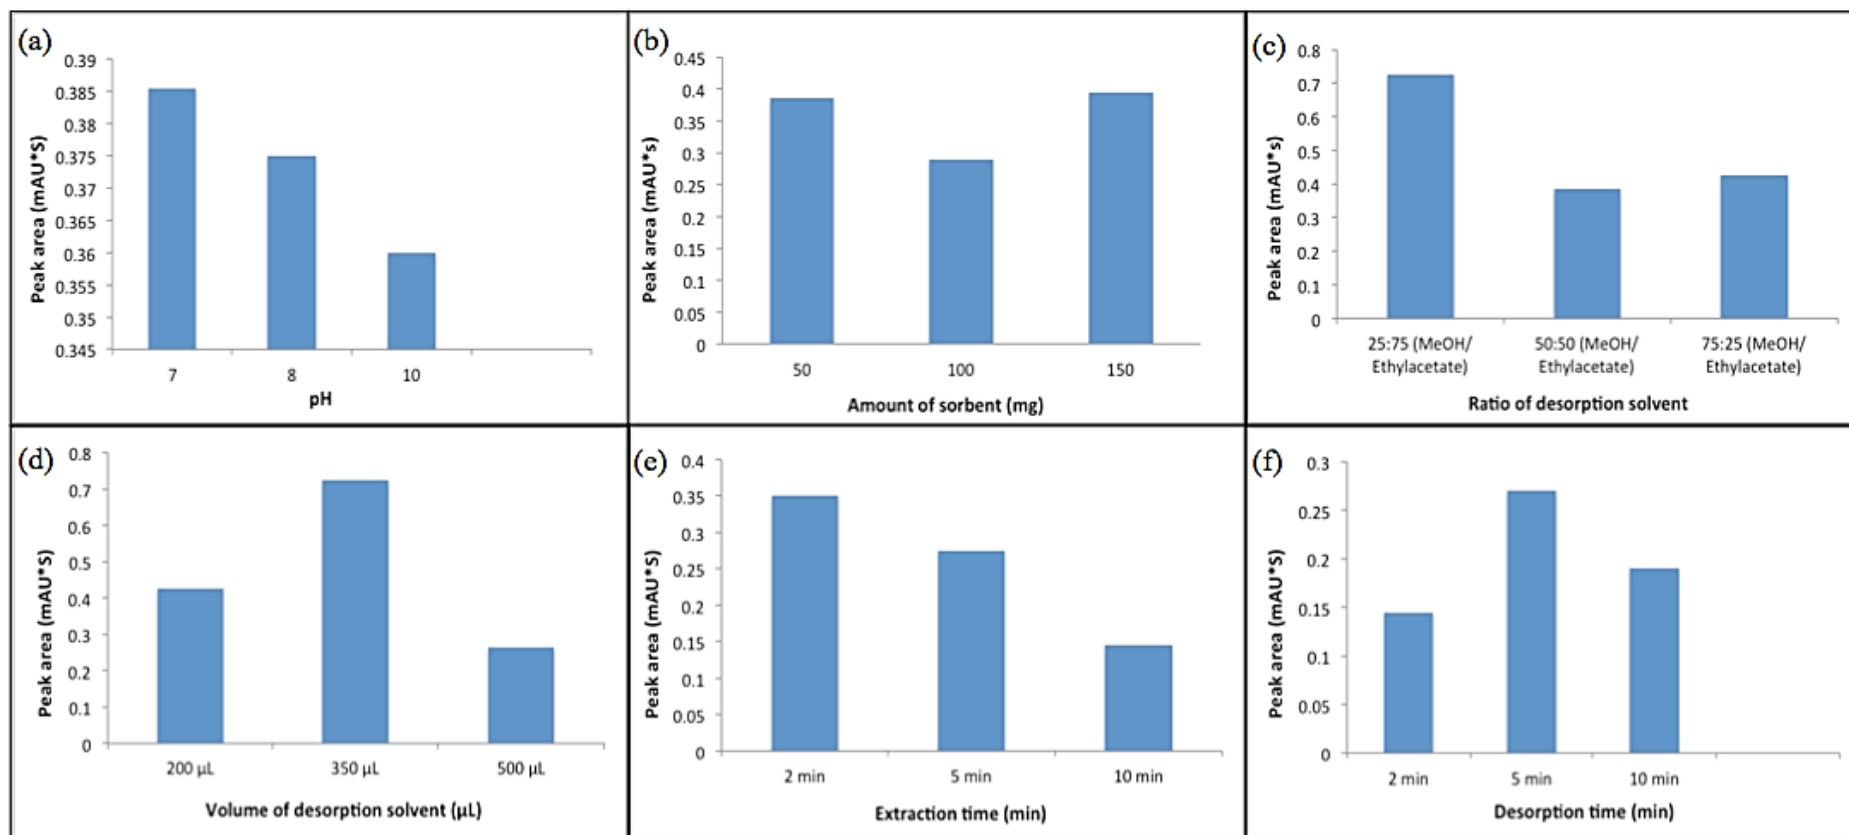 (a)
0.39
0.385
0.38
0.375
0.37
0.365
0.36
0.355
0.35
0.345
Peak area (mAU*S)
7 8 10
pH
(b)
0.45
0.4
0.35
0.3
0.25
0.2
0.15
0.1
0.05
0
Peak area (mAU*s)
50 100 150
Amount of sorbent (mg)
(c)
0.8
0.7
0.6
0.5
0.4
0.3
0.2
0.1
0
Peak area (mAU*s)
25:75 (MeOH/ 50:50 (MeOH/ 75:25 (MeOH/
Ethylacetate) Ethylacetate) Ethylacetate)
Ratio of desorption solvent
(d)
0.8
0.7
0.6
0.5
0.4
0.3
0.2
0.1
0
Peak area (mAU*S)
200 µL 350 µL 500 µL
Volume of desorption solvent (µL)
(e)
0.4
0.35
0.3
0.25
0.2
0.15
0.1
0.05
0
Peak area (mAU*S)
2 min 5 min 10 min
Extraction time (min)
(f)
0.3
0.25
0.2
0.15
0.1
0.05
0
Peak area (mAU*S)
2 min 5 min 10 min
Desorption time (min)